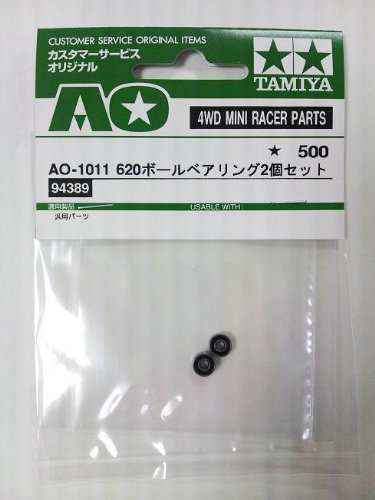 CUSTOMER SERVICE ORIGINAL ITEMS
カスタマーサービス
オリジナル
AO
TAMIYA
4WD MINI RACER PARTS
★ 500
AO-1011 620ボールベアリング2個セット
94389
適用製品
USABLE WITH:
汎用パーツ